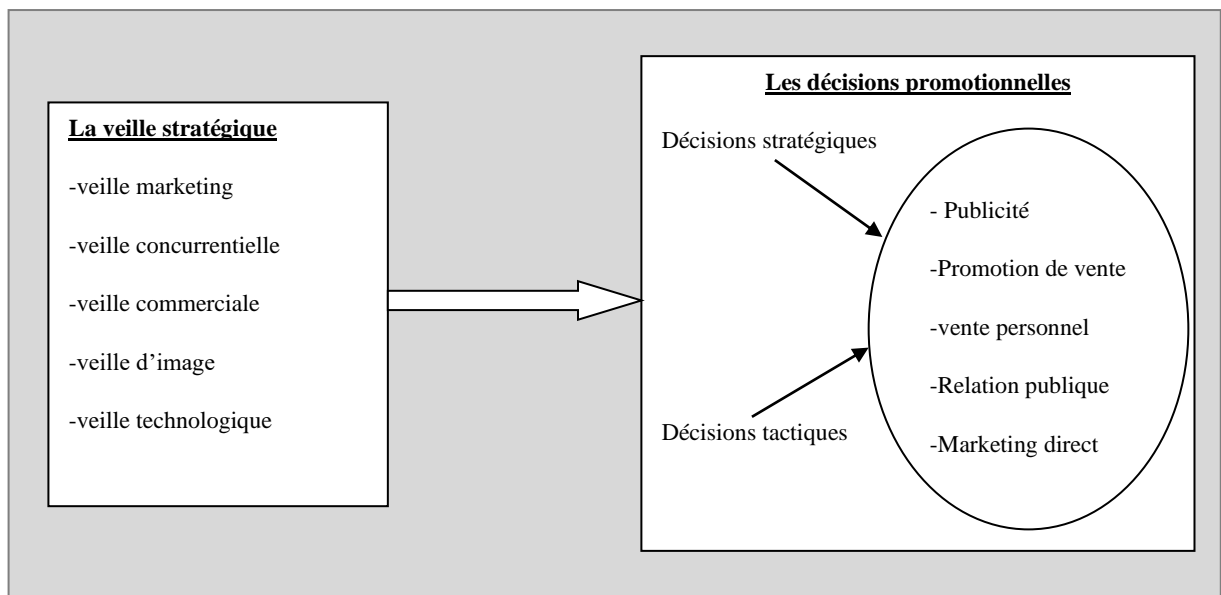 La veille stratégique
-veille marketing
-veille concurrentielle
-veille commerciale
-veille d’image
-veille technologique
Les décisions promotionnelles
Décisions stratégiques
Décisions tactiques
- Publicité
-Promotion de vente
-vente personnel
-Relation publique
-Marketing direct